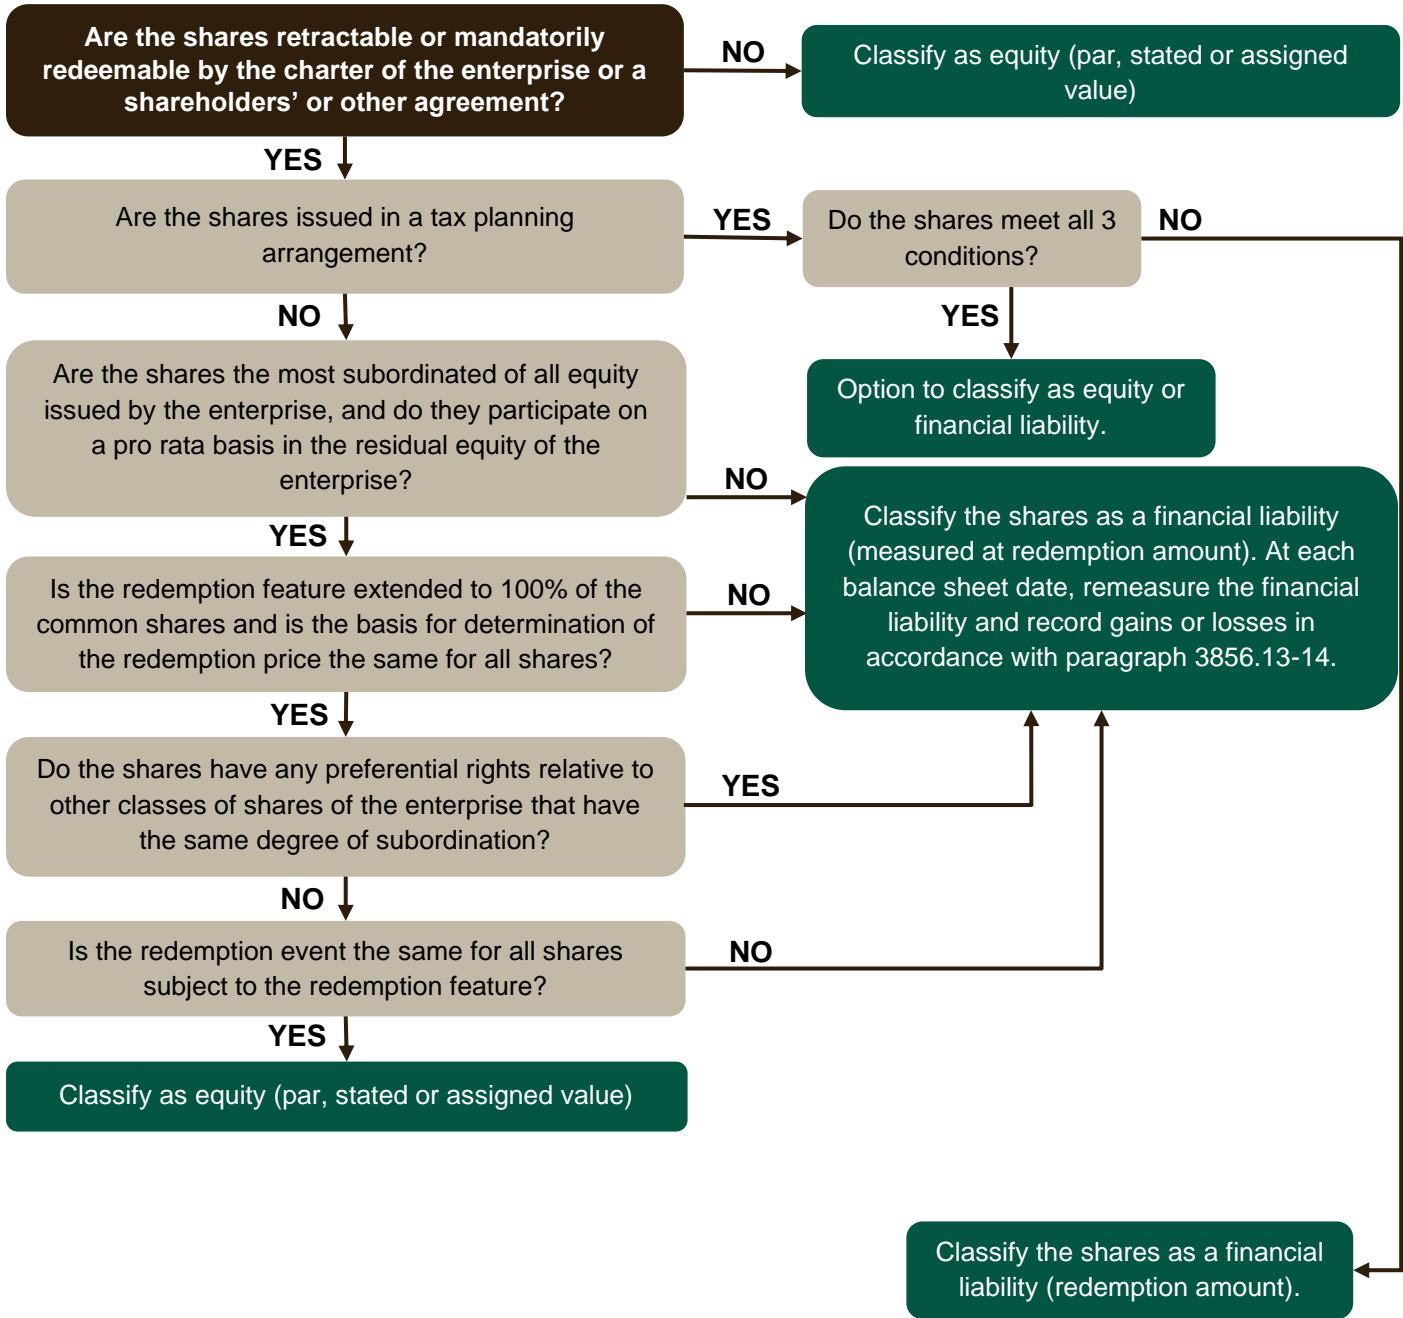 Are the shares retractable or mandatorily
redeemable by the charter of the enterprise or a
shareholders’ or other agreement?
NO
Classify as equity (par, stated or assigned
value)
YES
Are the shares issued in a tax planning
arrangement?
YES
Do the shares meet all 3
conditions?
NO
NO
YES
Are the shares the most subordinated of all equity
issued by the enterprise, and do they participate on
a pro rata basis in the residual equity of the
enterprise?
Option to classify as equity or
financial liability.
NO
Classify the shares as a financial liability
(measured at redemption amount). At each
balance sheet date, remeasure the financial
liability and record gains or losses in
accordance with paragraph 3856.13-14.
YES
Is the redemption feature extended to 100% of the
common shares and is the basis for determination of
the redemption price the same for all shares?
NO
YES
Do the shares have any preferential rights relative to
other classes of shares of the enterprise that have
the same degree of subordination?
YES
NO
Is the redemption event the same for all shares
subject to the redemption feature?
NO
YES
Classify as equity (par, stated or assigned value)
Classify the shares as a financial
liability (redemption amount).